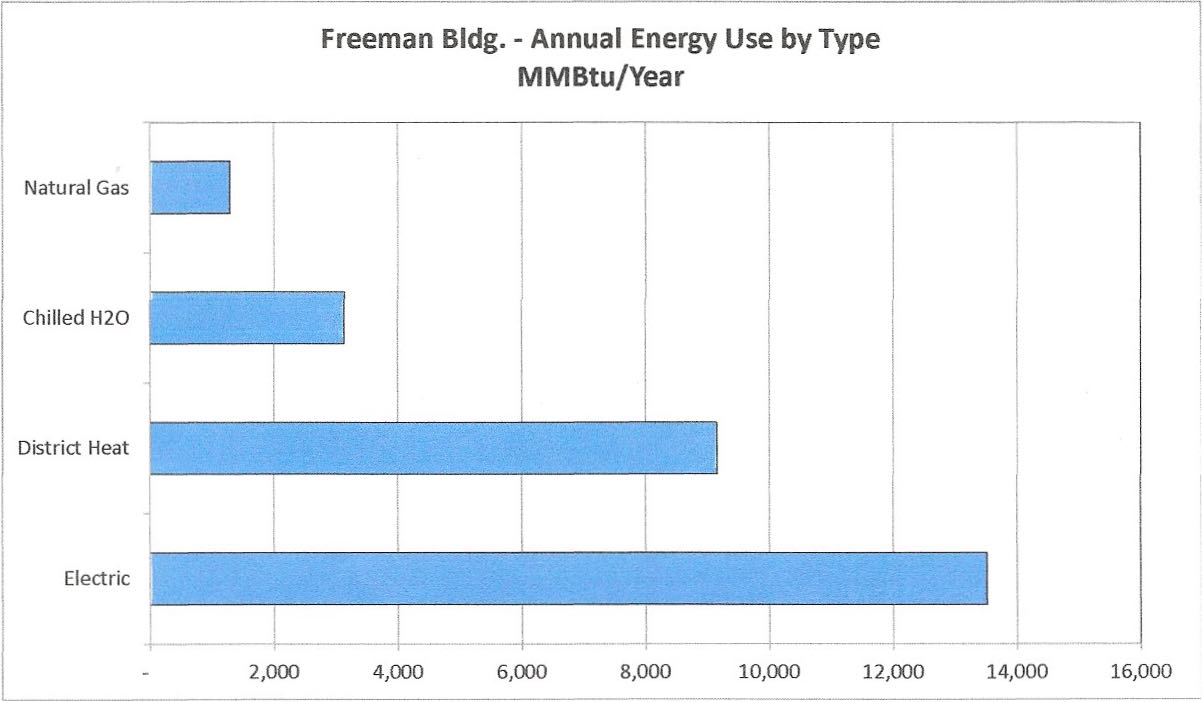 Freeman Bldg. - Annual Energy Use by Type
MMBtu/Year
Natural Gas
Chilled H2O
District Heat
Electric
- 2,000 4,000 6,000 8,000 10,000 12,000 14,000 16,000